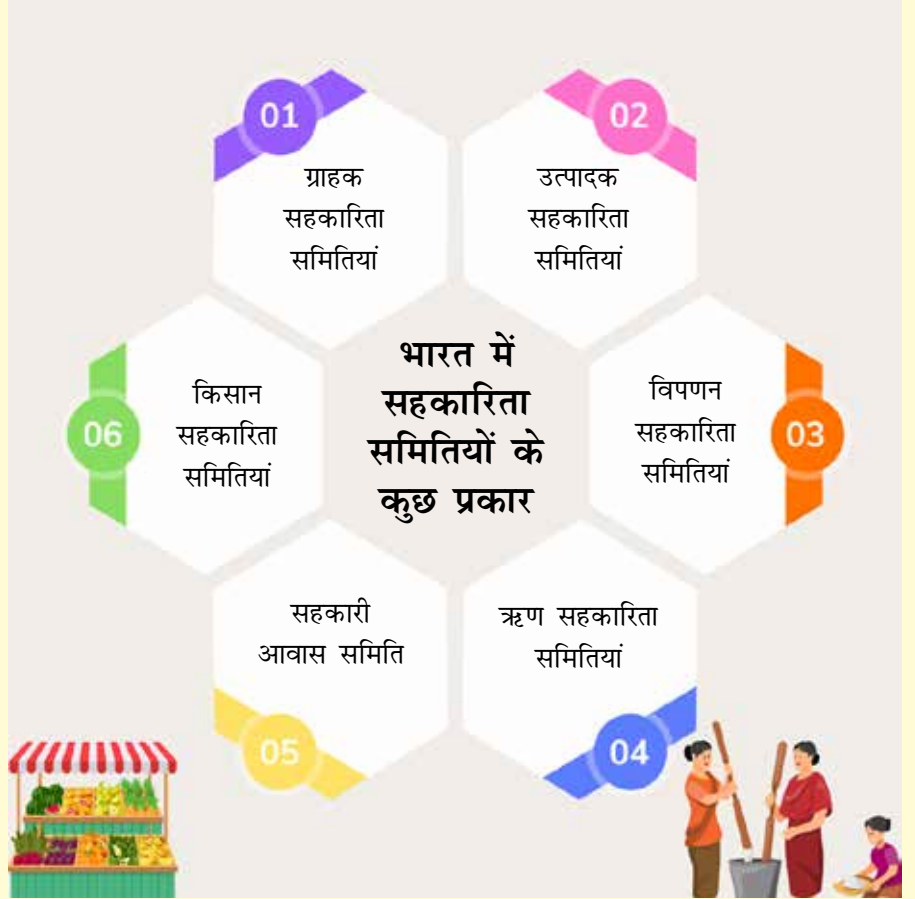 01
ग्राहक
सहकारिता
समितियां
02
उत्पादक
सहकारिता
समितियां
भारत में
सहकारिता
समितियों के
कुछ प्रकार
विपणन
सहकारिता
समितियां
03
ऋण सहकारिता
समितियां
04
सहकारी
आवास समिति
05
किसान
सहकारिता
समितियां
06